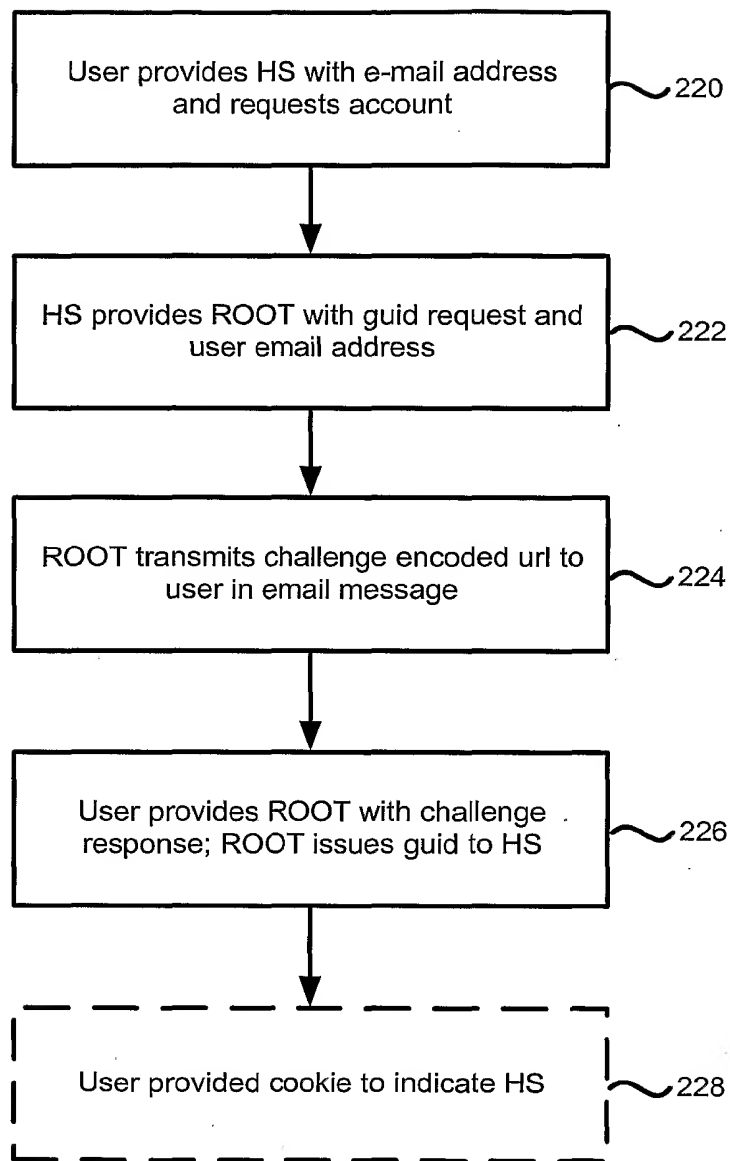 User provides HS with e-mail address
and requests account
220
HS provides ROOT with guid request and
user email address
222
ROOT transmits challenge encoded url to
user in email message
224
User provides ROOT with challenge
response; ROOT issues guid to HS
226
User provided cookie to indicate HS
228